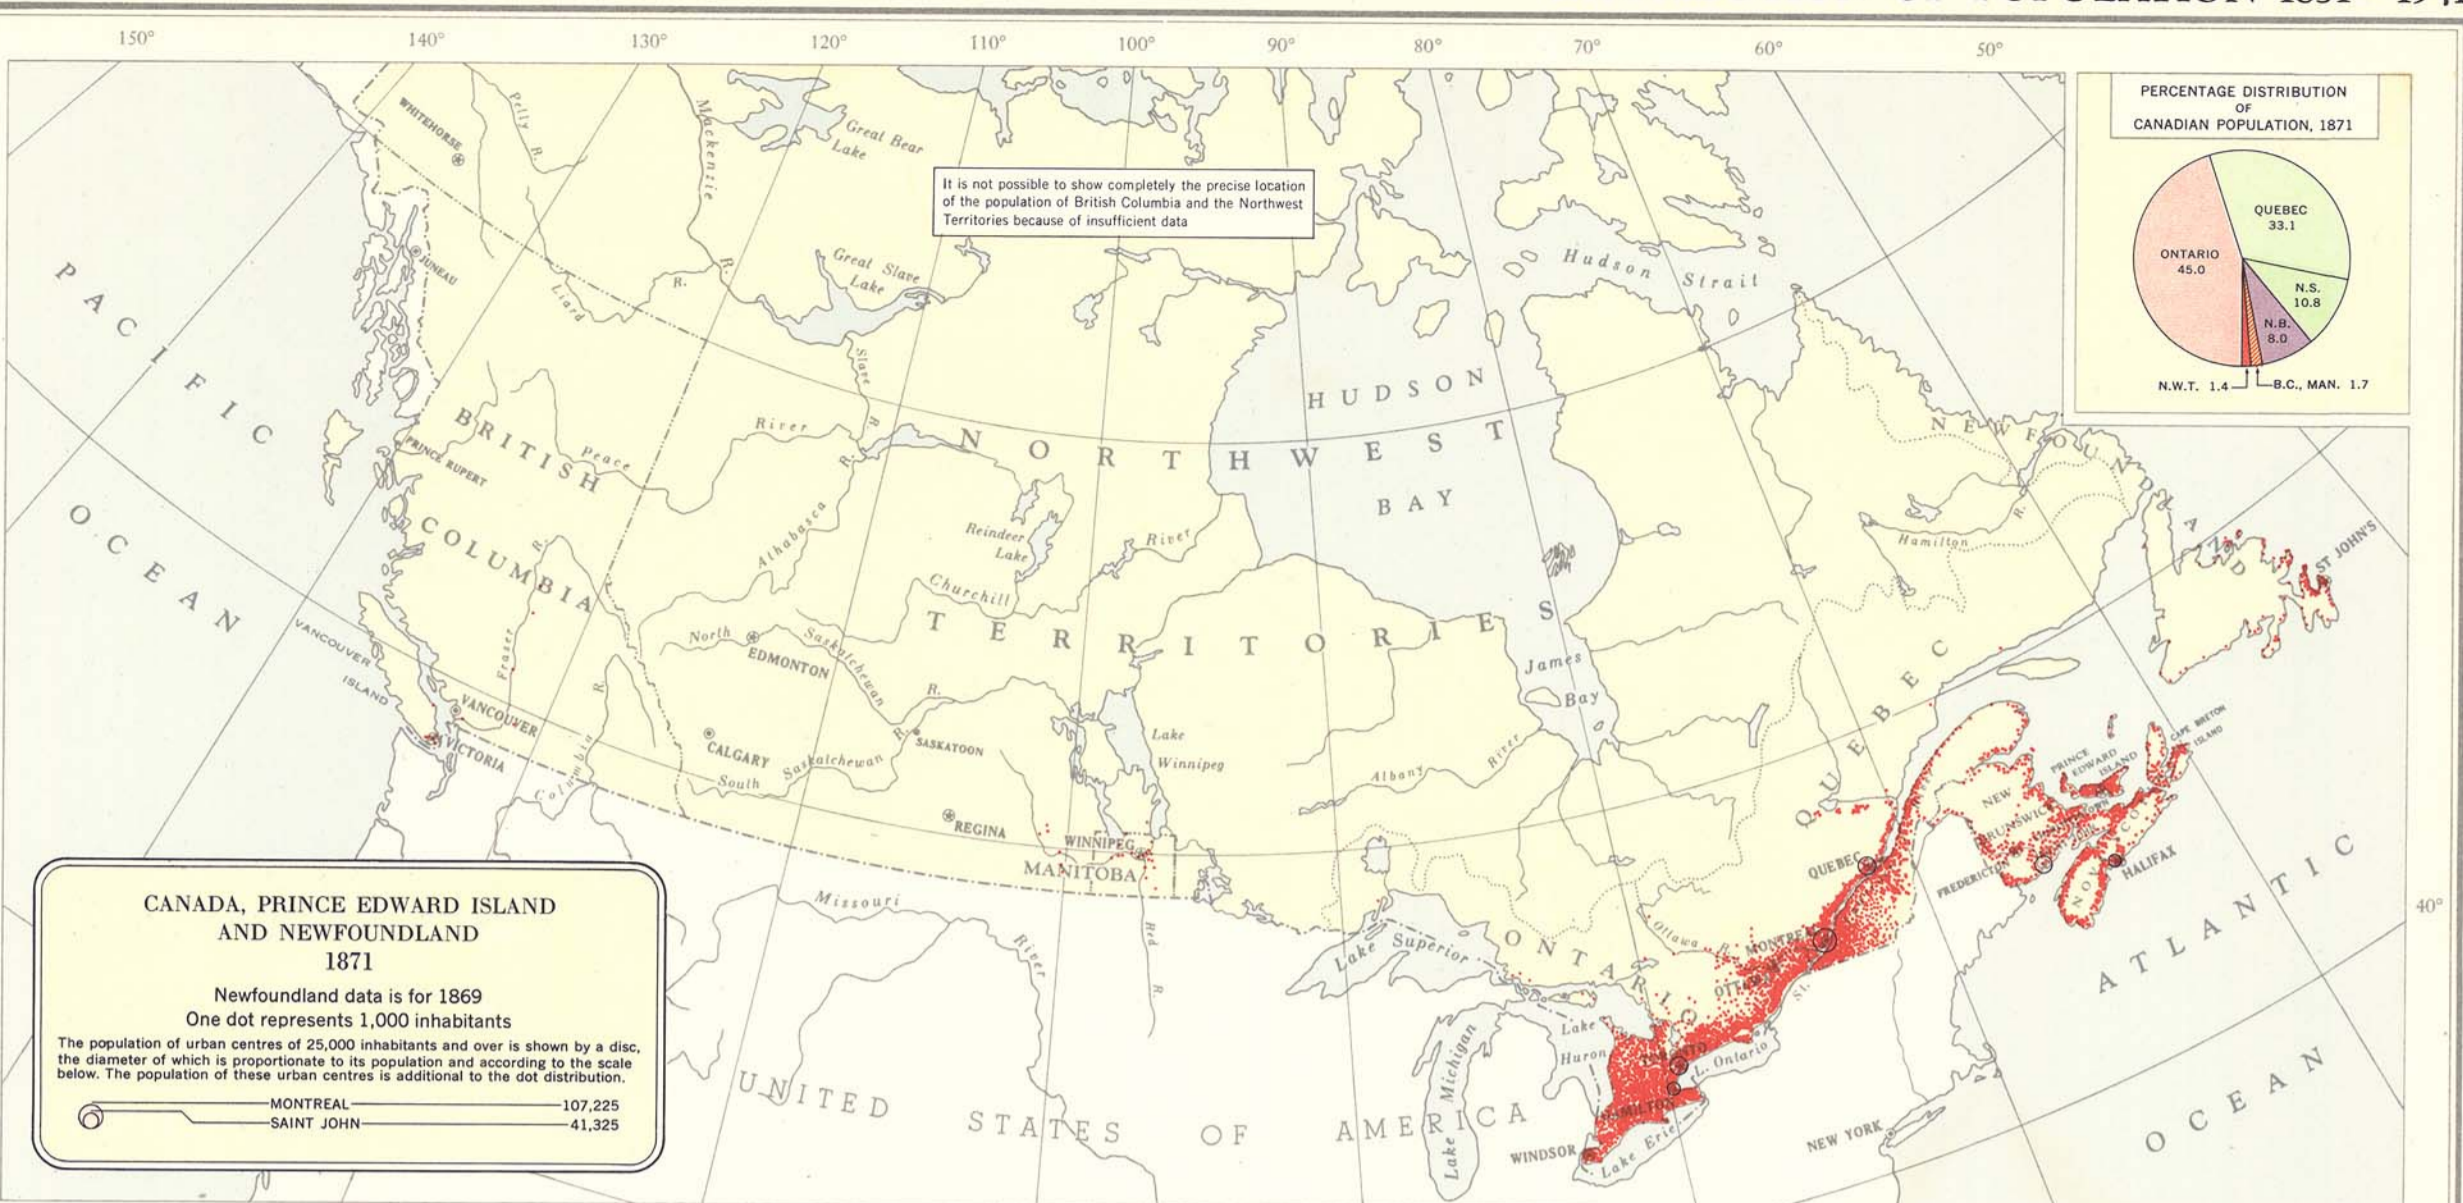 150°
140°
130°
120°
110°
100°
90°
80°
70°
60°
50°
PERCENTAGE DISTRIBUTION
OF
CANADIAN POPULATION, 1871
QUEBEC
33.1
ONTARIO
45.0
N.S.
10.8
N.B.
8.0
N.W.T. 1.4
B.C., MAN. 1.7
It is not possible to show completely the precise location
of the population of British Columbia and the Northwest
Territories because of insufficient data
WHITEHORSE
Pelly R.
Mackenzie
R.
Great Bear
Lake
JUNEAU
Liard
R.
Great Slave
Lake
Slave
R.
Hudson Strait
PACIFIC
OCEAN
BRITISH
COLUMBIA
PRINCE RUPERT
Peace
River
Athabasca
R.
NORTHWEST
TERRITORIES
HUDSON
BAY
Reindeer
Lake
Churchill
River
NEWFOUNDLAND
Hamilton
R.
ST JOHN'S
VANCOUVER
ISLAND
Fraser
R.
VANCOUVER
VICTORIA
Columbia
R.
North
Saskatchewan
R.
EDMONTON
CALGARY
South
Saskatchewan
R.
SASKATOON
REGINA
Lake
Winnipeg
WINNIPEG
MANITOBA
James
Bay
Albany
River
QUEBEC
CAPE BRETON
ISLAND
PRINCE
EDWARD
ISLAND
NEW
BRUNSWICK
FREDERICTON
HALIFAX
QUEBEC
Missouri
River
Red
R.
Lake Superior
ONTARIO
Ottawa R.
MONTREAL
OTTAWA
St.
Lake
Huron
TORONTO
L. Ontario
HAMILTON
Lake Michigan
WINDSOR
Lake Erie
NEW YORK
ATLANTIC
OCEAN
40°
UNITED STATES OF AMERICA
CANADA, PRINCE EDWARD ISLAND
AND NEWFOUNDLAND
1871
Newfoundland data is for 1869
One dot represents 1,000 inhabitants
The population of urban centres of 25,000 inhabitants and over is shown by a disc,
the diameter of which is proportionate to its population and according to the scale
below. The population of these urban centres is additional to the dot distribution.
MONTREAL 107,225
SAINT JOHN 41,325